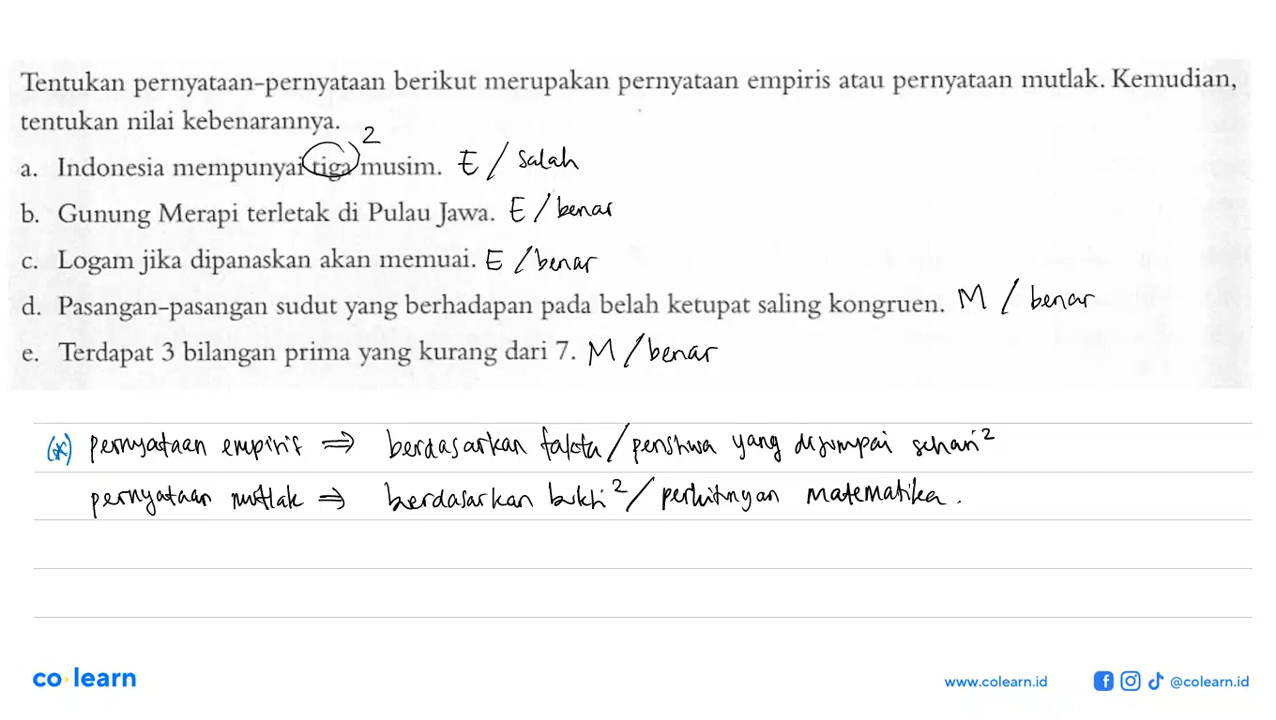 Tentukan pernyataan-pernyataan berikut merupakan pernyataan empiris atau pernyataan mutlak. Kemudian,
tentukan nilai kebenarannya.
2
a. Indonesia mempunyai tiga musim. E / salah
b. Gunung Merapi terletak di Pulau Jawa. E / benar
c. Logam jika dipanaskan akan memuai. E / benar
d. Pasangan-pasangan sudut yang berhadapan pada belah ketupat saling kongruen. M / benar
e. Terdapat 3 bilangan prima yang kurang dari 7. M / benar
(*) pernyataan empiris ⇒ berdasarkan fakta / peristiwa yang dijumpai sehari²
pernyataan mutlak ⇒ berdasarkan bukti² / perhitungan matematika.
co·learn
www.colearn.id @colearn.id